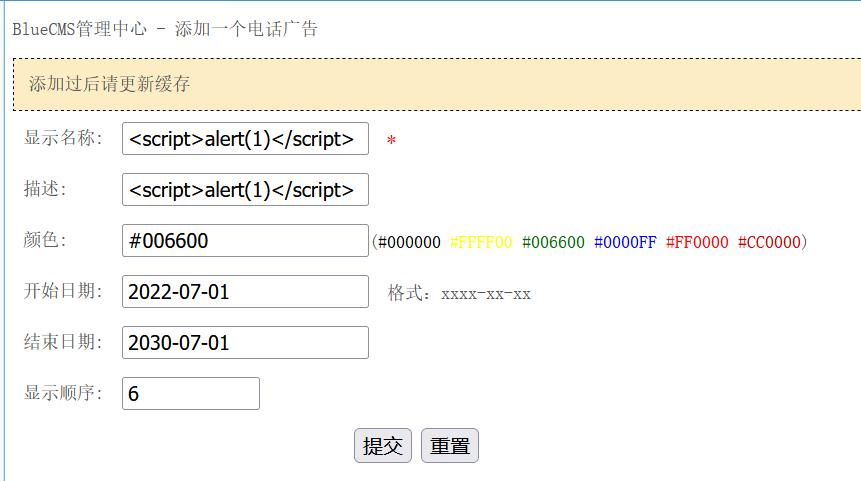 BlueCMS管理中心 - 添加一个电话广告
添加过后请更新缓存
显示名称: <script>alert(1)</script> *
描述: <script>alert(1)</script>
颜色: #006600 (#000000 #FFFF00 #006600 #0000FF #FF0000 #CC0000)
开始日期: 2022-07-01 格式：xxxx-xx-xx
结束日期: 2030-07-01
显示顺序: 6
提交 重置